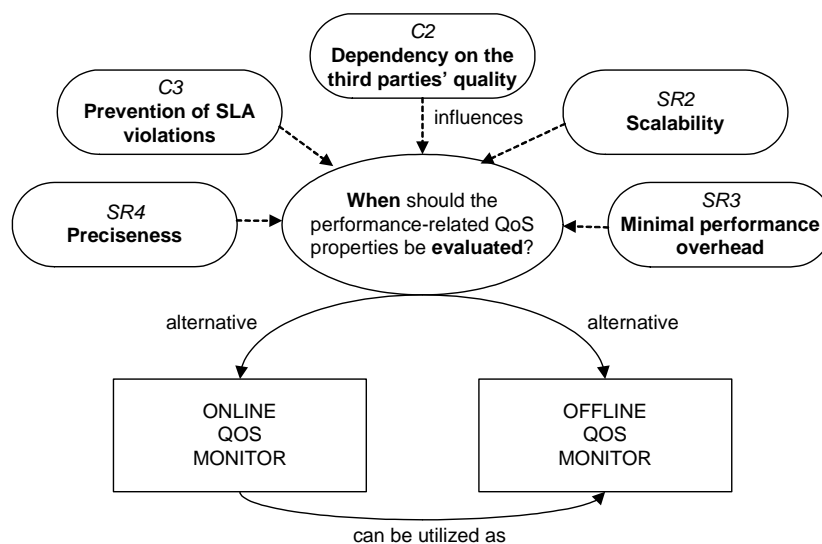 C2
Dependency on the
third parties’ quality
C3
Prevention of SLA
violations
influences
SR2
Scalability
SR4
Preciseness
When should the
performance-related QoS
properties be evaluated?
SR3
Minimal performance
overhead
alternative
alternative
ONLINE
QOS
MONITOR
OFFLINE
QOS
MONITOR
can be utilized as